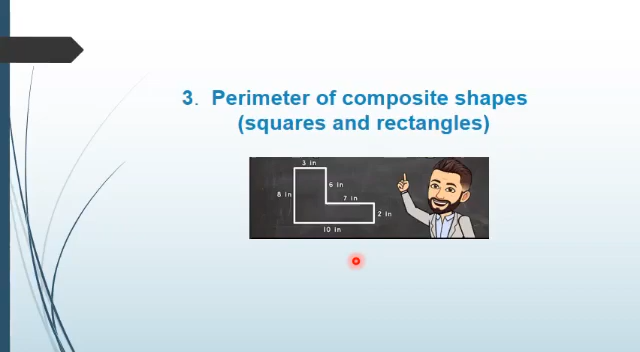 3. Perimeter of composite shapes
(squares and rectangles)
3 in
6 in
8 in
7 in
2 in
10 in